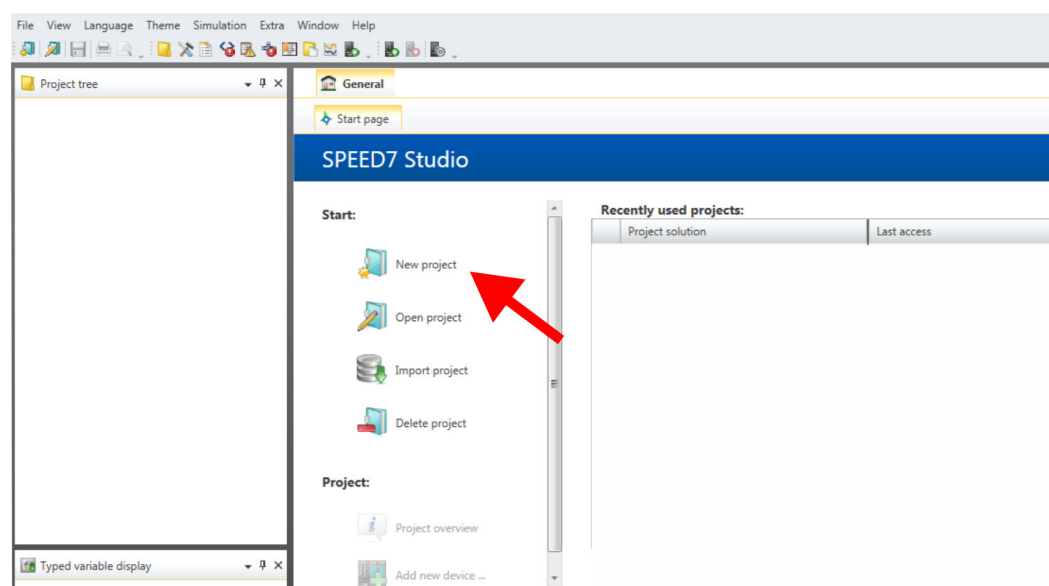 File View Language Theme Simulation Extra Window Help
Project tree
General
Start page
SPEED7 Studio
Start:
New project
Open project
Import project
Delete project
Project:
Project overview
Add new device ...
Recently used projects:
Project solution Last access
Typed variable display